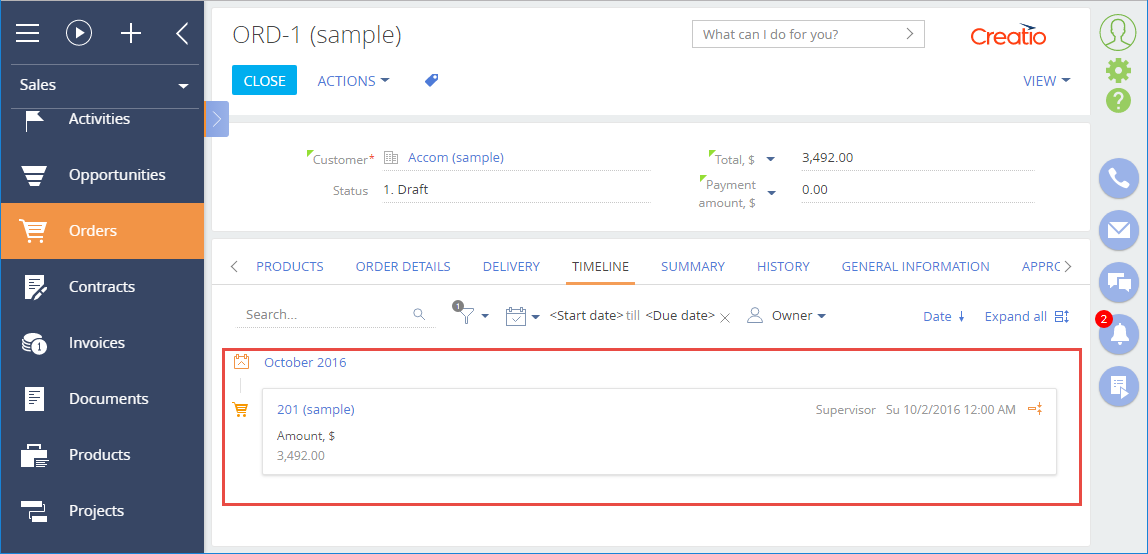 Sales
Activities
Opportunities
Orders
Contracts
Invoices
Documents
Products
Projects
ORD-1 (sample)
What can I do for you?
Creatio
CLOSE
ACTIONS
VIEW
Customer* Accom (sample)
Total, $ 3,492.00
Status 1. Draft
Payment amount, $ 0.00
PRODUCTS ORDER DETAILS DELIVERY TIMELINE SUMMARY HISTORY GENERAL INFORMATION APPRO
Search... 1 <Start date> till <Due date> Owner Date Expand all
2
October 2016
201 (sample) Supervisor Su 10/2/2016 12:00 AM
Amount, $
3,492.00